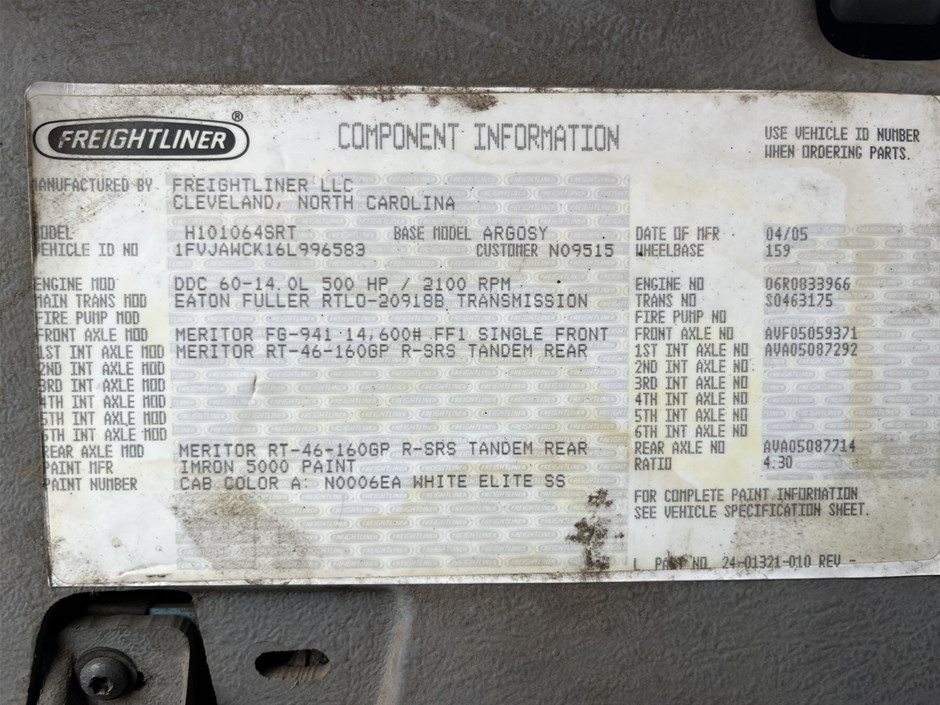 FREIGHTLINER ®
COMPONENT INFORMATION
USE VEHICLE ID NUMBER
WHEN ORDERING PARTS.
MANUFACTURED BY FREIGHTLINER LLC
CLEVELAND, NORTH CAROLINA
MODEL H101064SRT BASE MODEL ARGOSY DATE OF MFR 04/05
VEHICLE ID NO 1FVJAWCK16L996583 CUSTOMER NO9515 WHEELBASE 159
ENGINE MOD DDC 60-14.0L 500 HP / 2100 RPM ENGINE NO 06R0833966
MAIN TRANS MOD EATON FULLER RTLO-20918B TRANSMISSION TRANS NO S0463175
FIRE PUMP MOD FIRE PUMP NO
FRONT AXLE MOD MERITOR FG-941 14,600# FF1 SINGLE FRONT FRONT AXLE NO AVF05059371
1ST INT AXLE MOD MERITOR RT-46-160GP R-SRS TANDEM REAR 1ST INT AXLE NO AVA05087292
2ND INT AXLE MOD 2ND INT AXLE NO
3RD INT AXLE MOD 3RD INT AXLE NO
4TH INT AXLE MOD 4TH INT AXLE NO
5TH INT AXLE MOD 5TH INT AXLE NO
6TH INT AXLE MOD 6TH INT AXLE NO
REAR AXLE MOD MERITOR RT-46-160GP R-SRS TANDEM REAR REAR AXLE NO AVA05087714
PAINT MFR IMRON 5000 PAINT RATIO 4.30
PAINT NUMBER CAB COLOR A: N0006EA WHITE ELITE SS
FOR COMPLETE PAINT INFORMATION
SEE VEHICLE SPECIFICATION SHEET.
PART NO 24-01321-010 REV -